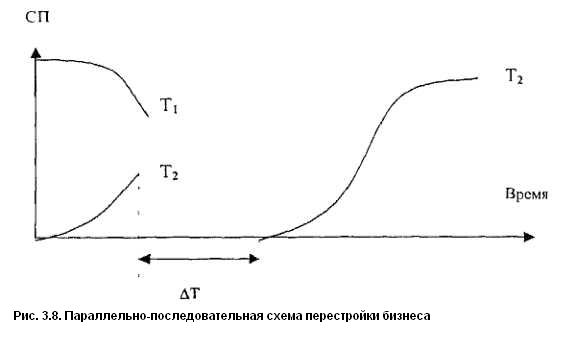 СП
T₁
T₂
T₂
Время
ΔT
Рис. 3.8. Параллельно-последовательная схема перестройки бизнеса